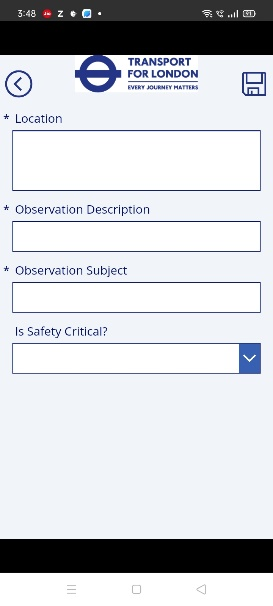 3:48
TRANSPORT
FOR LONDON
EVERY JOURNEY MATTERS
* Location
* Observation Description
* Observation Subject
Is Safety Critical?